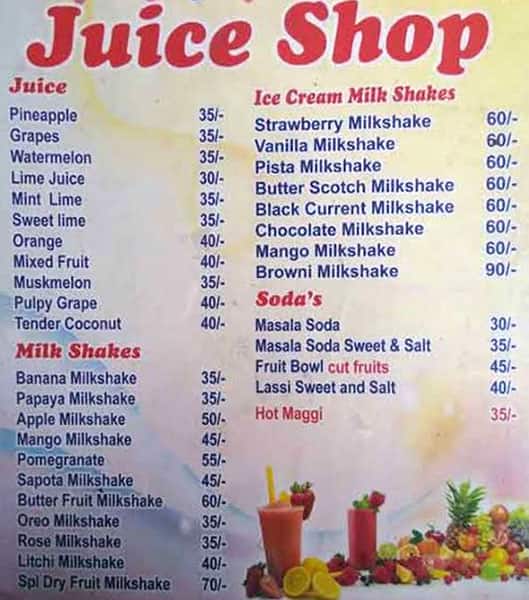 Juice Shop
Juice
Pineapple 35/-
Grapes 35/-
Watermelon 35/-
Lime Juice 30/-
Mint Lime 35/-
Sweet lime 35/-
Orange 40/-
Mixed Fruit 40/-
Muskmelon 35/-
Pulpy Grape 40/-
Tender Coconut 40/-
Milk Shakes
Banana Milkshake 35/-
Papaya Milkshake 35/-
Apple Milkshake 50/-
Mango Milkshake 45/-
Pomegranate 55/-
Sapota Milkshake 45/-
Butter Fruit Milkshake 60/-
Oreo Milkshake 35/-
Rose Milkshake 35/-
Litchi Milkshake 40/-
Spl Dry Fruit Milkshake 70/-
Ice Cream Milk Shakes
Strawberry Milkshake 60/-
Vanilla Milkshake 60/-
Pista Milkshake 60/-
Butter Scotch Milkshake 60/-
Black Current Milkshake 60/-
Chocolate Milkshake 60/-
Mango Milkshake 60/-
Browni Milkshake 90/-
Soda's
Masala Soda 30/-
Masala Soda Sweet & Salt 35/-
Fruit Bowl cut fruits 45/-
Lassi Sweet and Salt 40/-
Hot Maggi 35/-